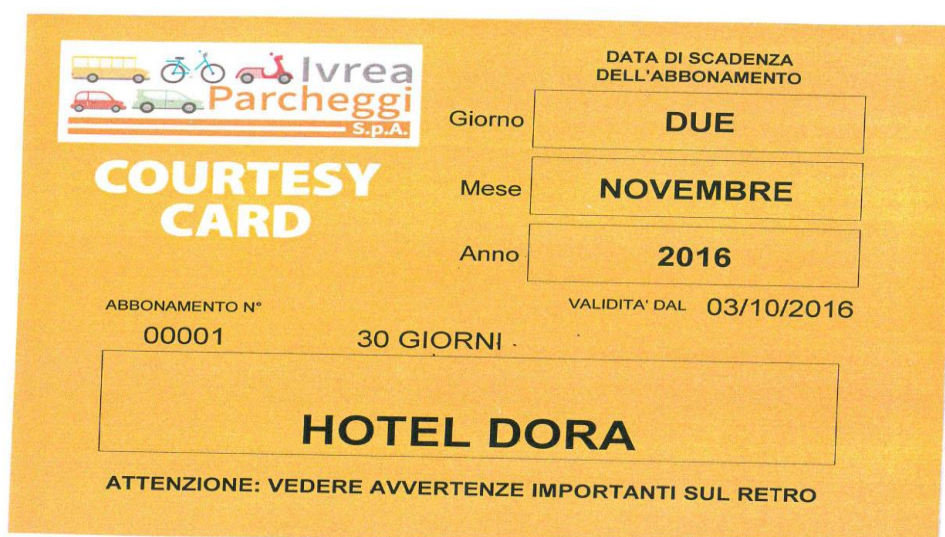 Ivrea
Parcheggi
S.p.A.
COURTESY
CARD
DATA DI SCADENZA
DELL'ABBONAMENTO
Giorno DUE
Mese NOVEMBRE
Anno 2016
VALIDITA' DAL 03/10/2016
ABBONAMENTO N°
00001 30 GIORNI
HOTEL DORA
ATTENZIONE: VEDERE AVVERTENZE IMPORTANTI SUL RETRO